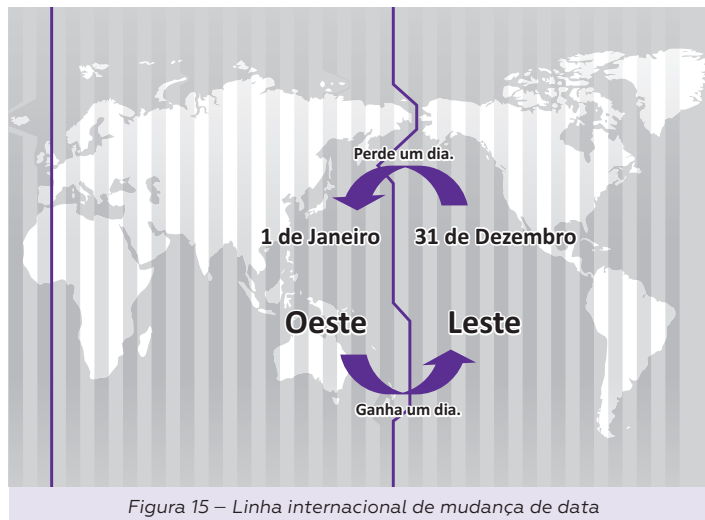 Perde um dia.
1 de Janeiro
31 de Dezembro
Oeste
Leste
Ganha um dia.
Figura 15 – Linha internacional de mudança de data